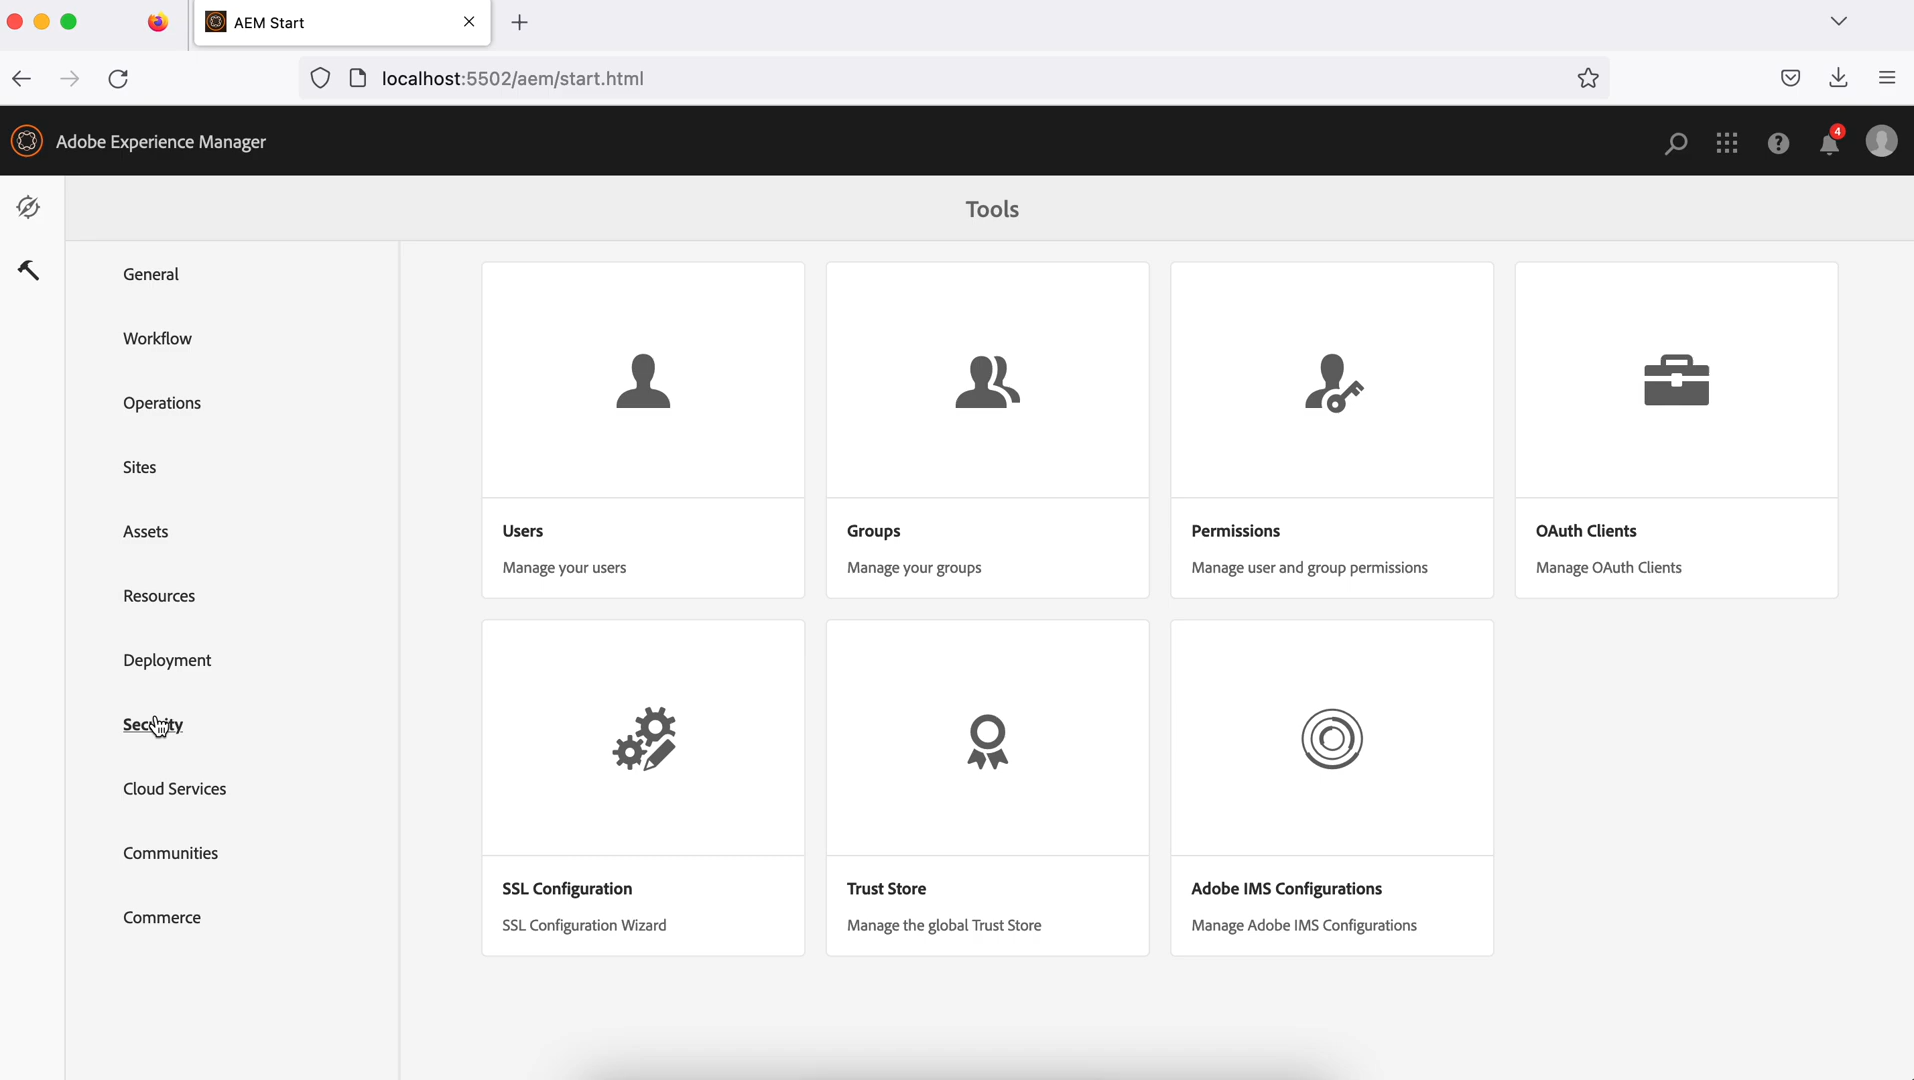 AEM Start
localhost:5502/aem/start.html
Adobe Experience Manager
4
Tools
General
Workflow
Operations
Sites
Assets
Resources
Deployment
Security
Cloud Services
Communities
Commerce
Users
Manage your users
Groups
Manage your groups
Permissions
Manage user and group permissions
OAuth Clients
Manage OAuth Clients
SSL Configuration
SSL Configuration Wizard
Trust Store
Manage the global Trust Store
Adobe IMS Configurations
Manage Adobe IMS Configurations